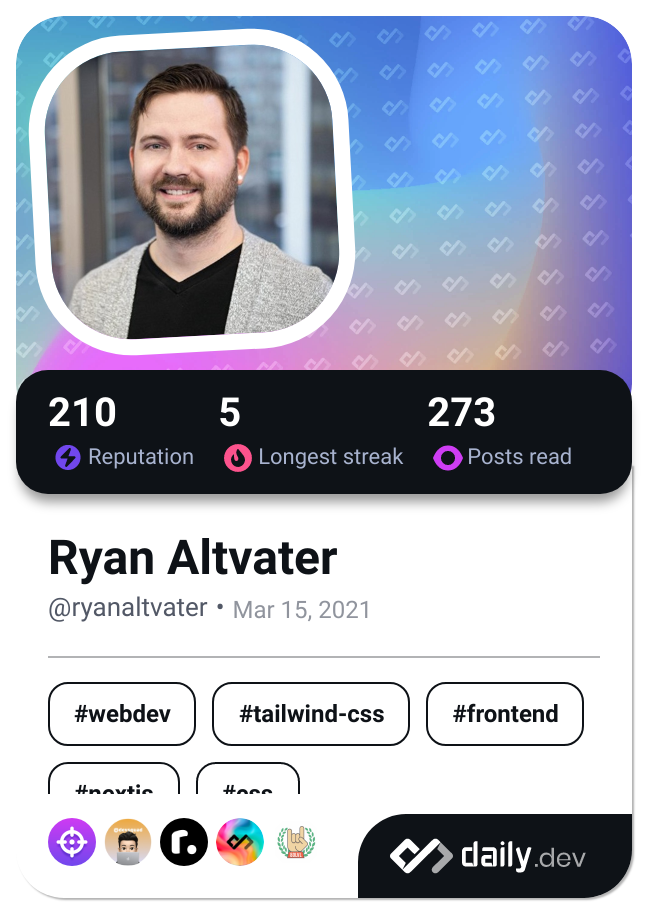 210 5 273
Reputation Longest streak Posts read
Ryan Altvater
@ryanaltvater • Mar 15, 2021
#webdev #tailwind-css #frontend
#nextjs #css
daily.dev